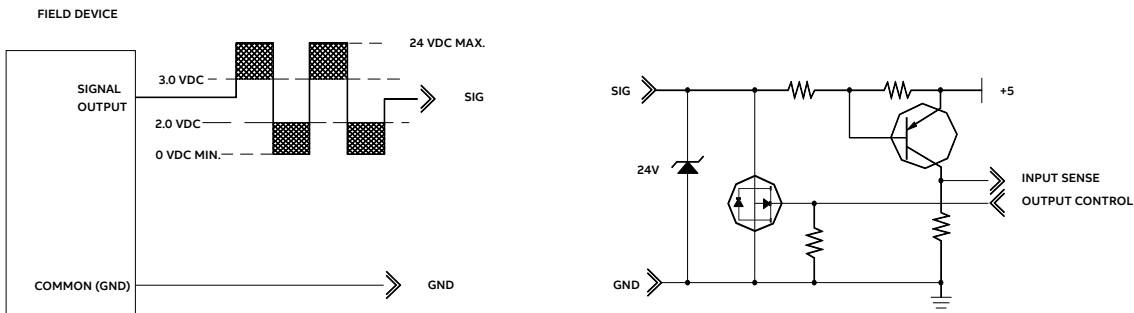 FIELD DEVICE
24 VDC MAX.
3.0 VDC
SIGNAL
OUTPUT
SIG
2.0 VDC
0 VDC MIN.
COMMON (GND)
GND
SIG
+5
24V
INPUT SENSE
OUTPUT CONTROL
GND